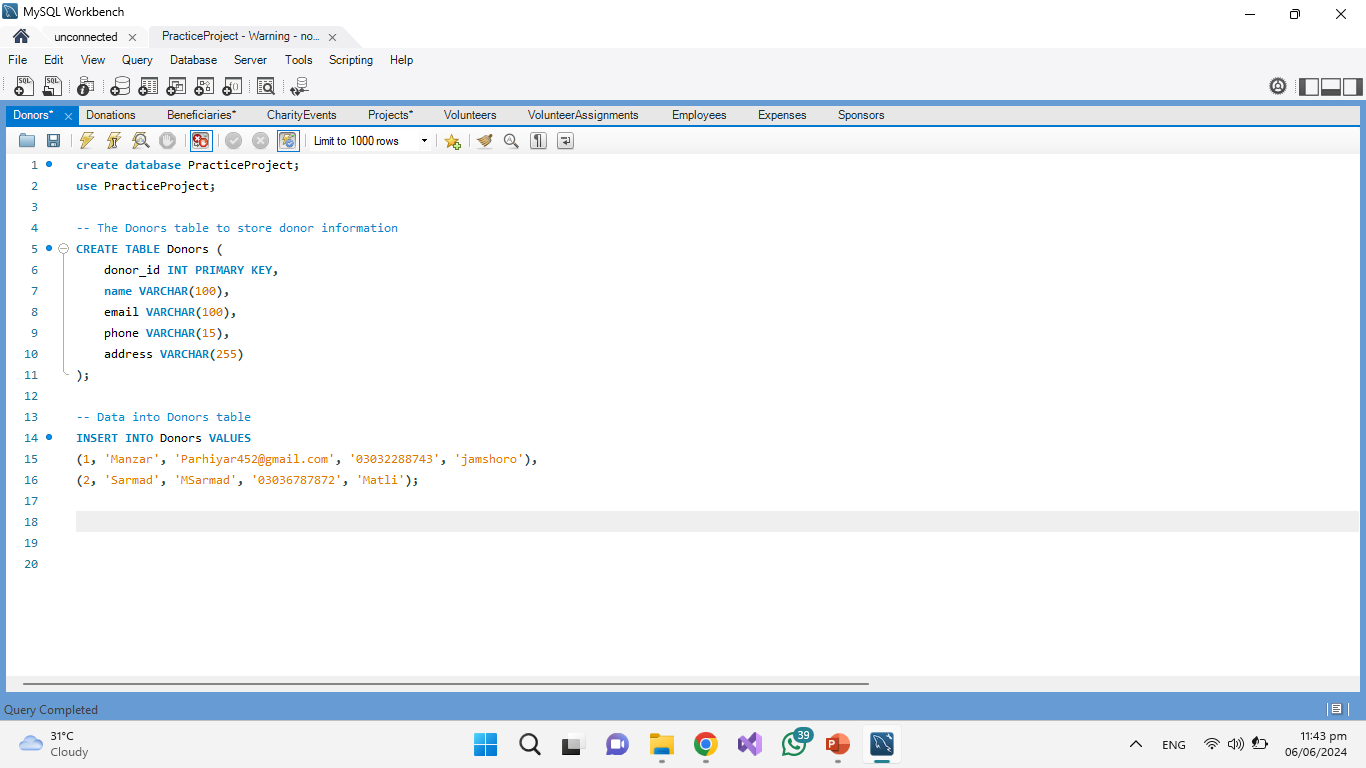 MySQL Workbench
unconnected
PracticeProject - Warning - no...
File Edit View Query Database Server Tools Scripting Help
Donors* Donations Beneficiaries* CharityEvents Projects* Volunteers VolunteerAssignments Employees Expenses Sponsors
Limit to 1000 rows
1 create database PracticeProject;
2 use PracticeProject;
3
4 -- The Donors table to store donor information
5 CREATE TABLE Donors (
6 donor_id INT PRIMARY KEY,
7 name VARCHAR(100),
8 email VARCHAR(100),
9 phone VARCHAR(15),
10 address VARCHAR(255)
11 );
12
13 -- Data into Donors table
14 INSERT INTO Donors VALUES
15 (1, 'Manzar', 'Parhiyar452@gmail.com', '03032288743', 'jamshoro'),
16 (2, 'Sarmad', 'MSarmad', '03036787872', 'Matli');
17
18
19
20
Query Completed
31°C
Cloudy
39
ENG
11:43 pm
06/06/2024